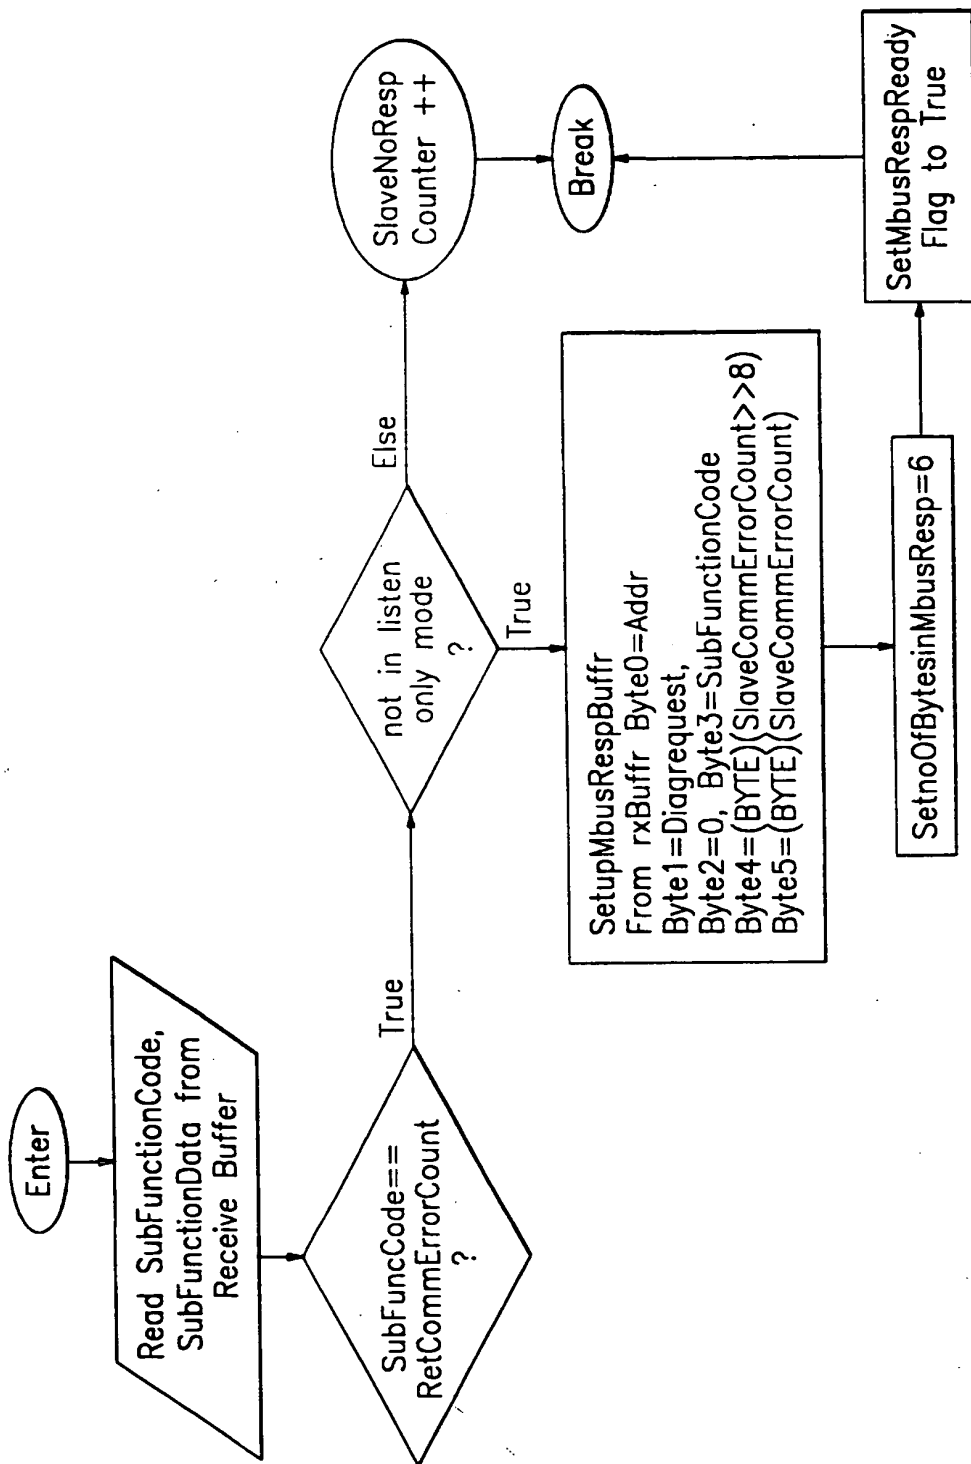 Enter
Read SubFunctionCode,
SubFunctionData from
Receive Buffer
SubFuncCode==
RetCommErrorCount
?
True
not in listen
only mode
?
Else
SlaveNoResp
Counter ++
Break
True
SetupMbusRespBuffr
From rxBuffr Byte0=Addr
Byte1=Diagrequest,
Byte2=0, Byte3=SubFunctionCode
Byte4=(BYTE)(SlaveCommErrorCount>>8)
Byte5=(BYTE)(SlaveCommErrorCount)
SetnoOfBytesinMbusResp=6
SetMbusRespReady
Flag to True